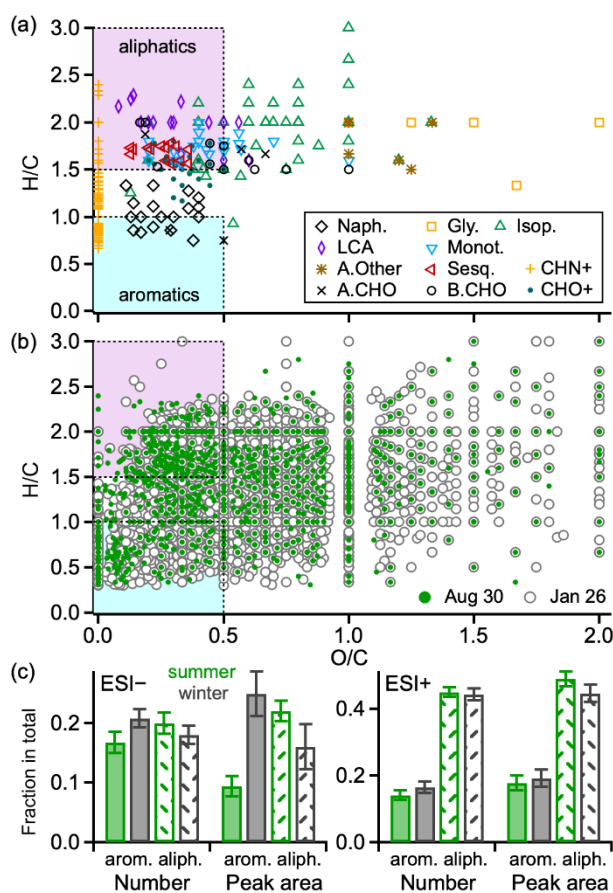 (a)
3.0
2.5
2.0
1.5
1.0
0.5
0.0
H/C
aliphatics
aromatics
Naph. Gly. Isop.
LCA Monot.
A.Other Sesq. CHN+
A.CHO B.CHO CHO+
(b)
3.0
2.5
2.0
1.5
1.0
0.5
0.0
H/C
Aug 30 Jan 26
0.0 0.5 1.0 1.5 2.0
O/C
(c)
ESI−
summer
winter
ESI+
Fraction in total
0.2
0.1
0.0
0.4
0.2
0.0
arom. aliph. arom. aliph. arom. aliph. arom. aliph.
Number Peak area Number Peak area